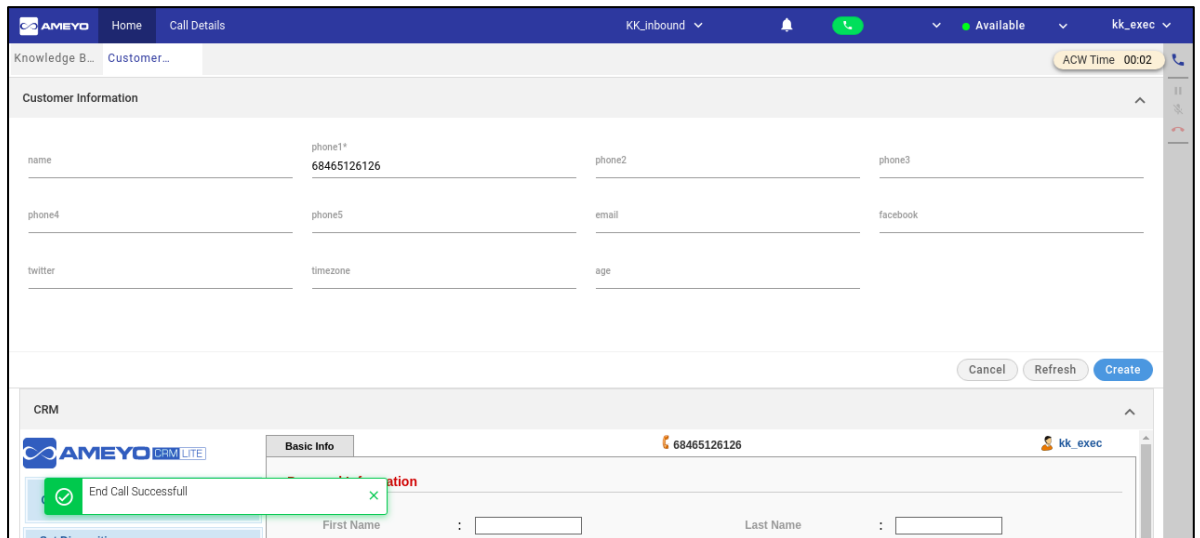 AMEYO Home Call Details KK_inbound Available kk_exec
Knowledge B... Customer... ACW Time 00:02
Customer Information
name phone1* phone2 phone3
68465126126
phone4 phone5 email facebook
twitter timezone age
Cancel Refresh Create
CRM
AMEYO CRM LITE Basic Info 68465126126 kk_exec
End Call Successfull
First Name : Last Name :